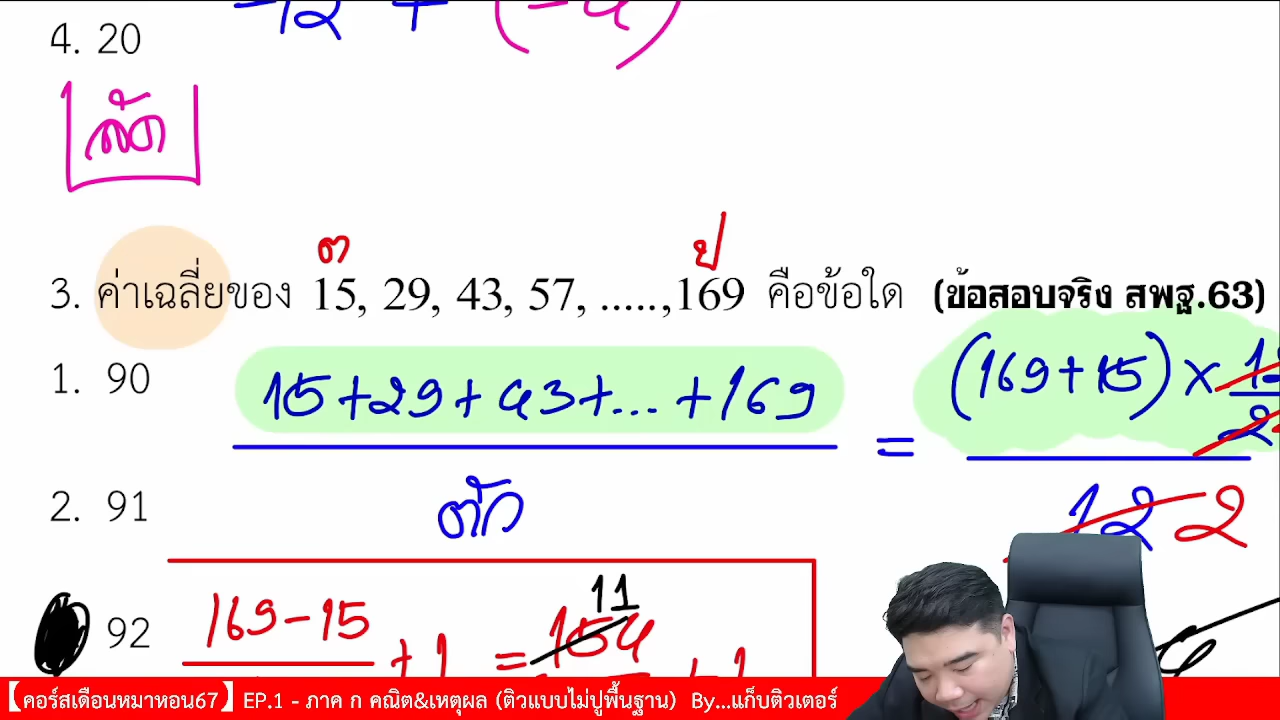 4. 20
ลัด
ต ป
3. ค่าเฉลี่ยของ 15, 29, 43, 57, .....,169 คือข้อใด (ข้อสอบจริง สพฐ.63)
1. 90
15+29+43+...+169 = (169+15) ×
ตัว
12 2
2. 91
11
92
169-15 +1 = 154 +1
【คอร์สเดือนหมาหอน67】EP.1 - ภาค ก คณิต&เหตุผล (ติวแบบไม่ปูพื้นฐาน) By...แก็บติวเตอร์